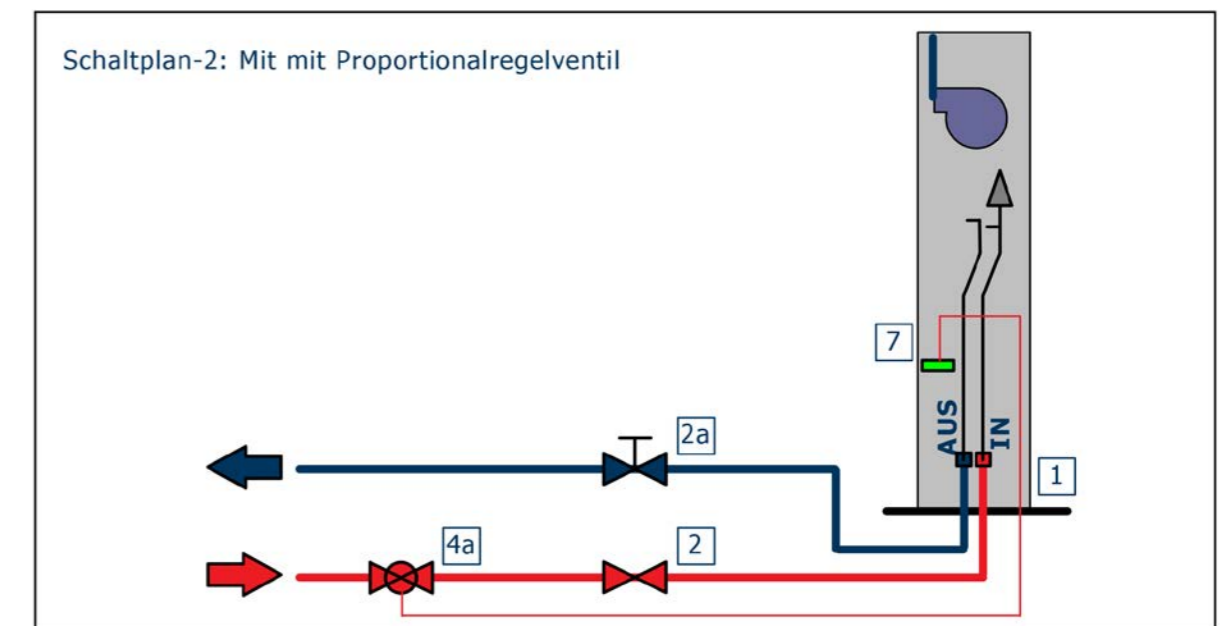 Schaltplan-2: Mit mit Proportionalregelventil
7
AUS
IN
2a
1
4a
2